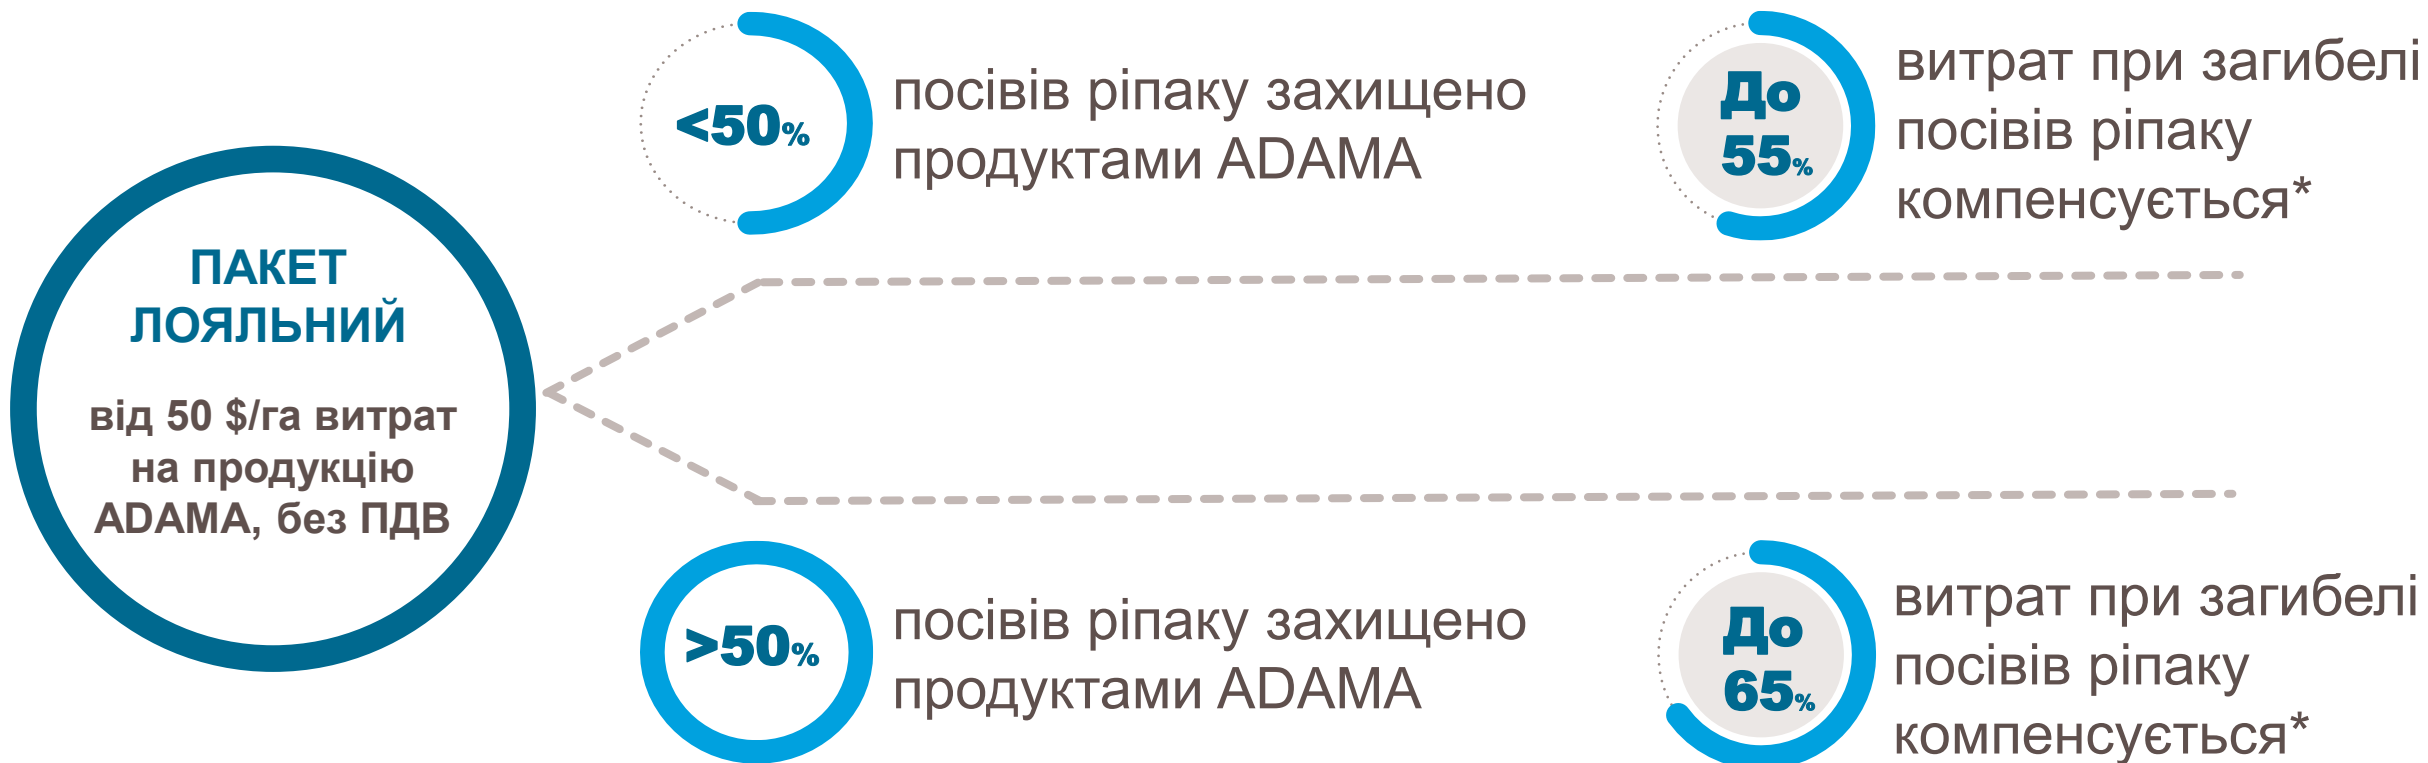 ПАКЕТ
ЛОЯЛЬНИЙ
від 50 $/га витрат
на продукцію
ADAMA, без ПДВ
<50%
посівів ріпаку захищено
продуктами ADAMA
До
55%
витрат при загибелі
посівів ріпаку
компенсується*
>50%
посівів ріпаку захищено
продуктами ADAMA
До
65%
витрат при загибелі
посівів ріпаку
компенсується*